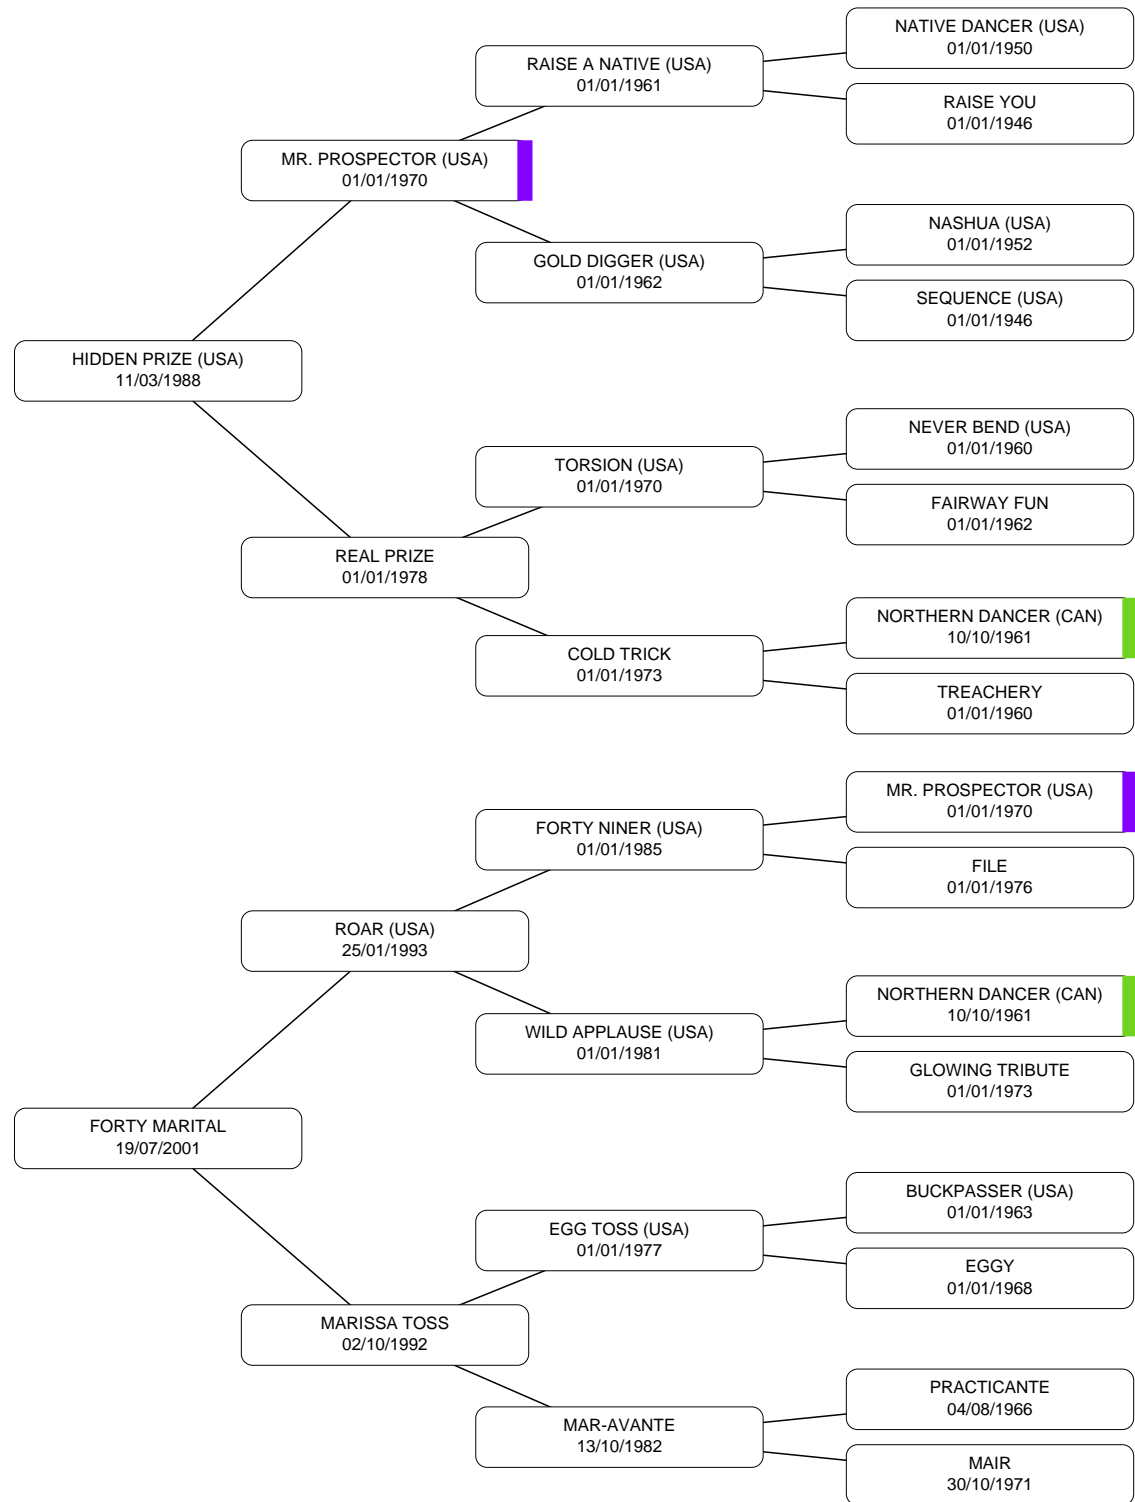 NATIVE DANCER (USA)
01/01/1950
RAISE A NATIVE (USA)
01/01/1961
RAISE YOU
01/01/1946
MR. PROSPECTOR (USA)
01/01/1970
NASHUA (USA)
01/01/1952
GOLD DIGGER (USA)
01/01/1962
SEQUENCE (USA)
01/01/1946
HIDDEN PRIZE (USA)
11/03/1988
NEVER BEND (USA)
01/01/1960
TORSION (USA)
01/01/1970
FAIRWAY FUN
01/01/1962
REAL PRIZE
01/01/1978
NORTHERN DANCER (CAN)
10/10/1961
COLD TRICK
01/01/1973
TREACHERY
01/01/1960
MR. PROSPECTOR (USA)
01/01/1970
FORTY NINER (USA)
01/01/1985
FILE
01/01/1976
ROAR (USA)
25/01/1993
NORTHERN DANCER (CAN)
10/10/1961
WILD APPLAUSE (USA)
01/01/1981
GLOWING TRIBUTE
01/01/1973
FORTY MARITAL
19/07/2001
BUCKPASSER (USA)
01/01/1963
EGG TOSS (USA)
01/01/1977
EGGY
01/01/1968
MARISSA TOSS
02/10/1992
PRACTICANTE
04/08/1966
MAR-AVANTE
13/10/1982
MAIR
30/10/1971